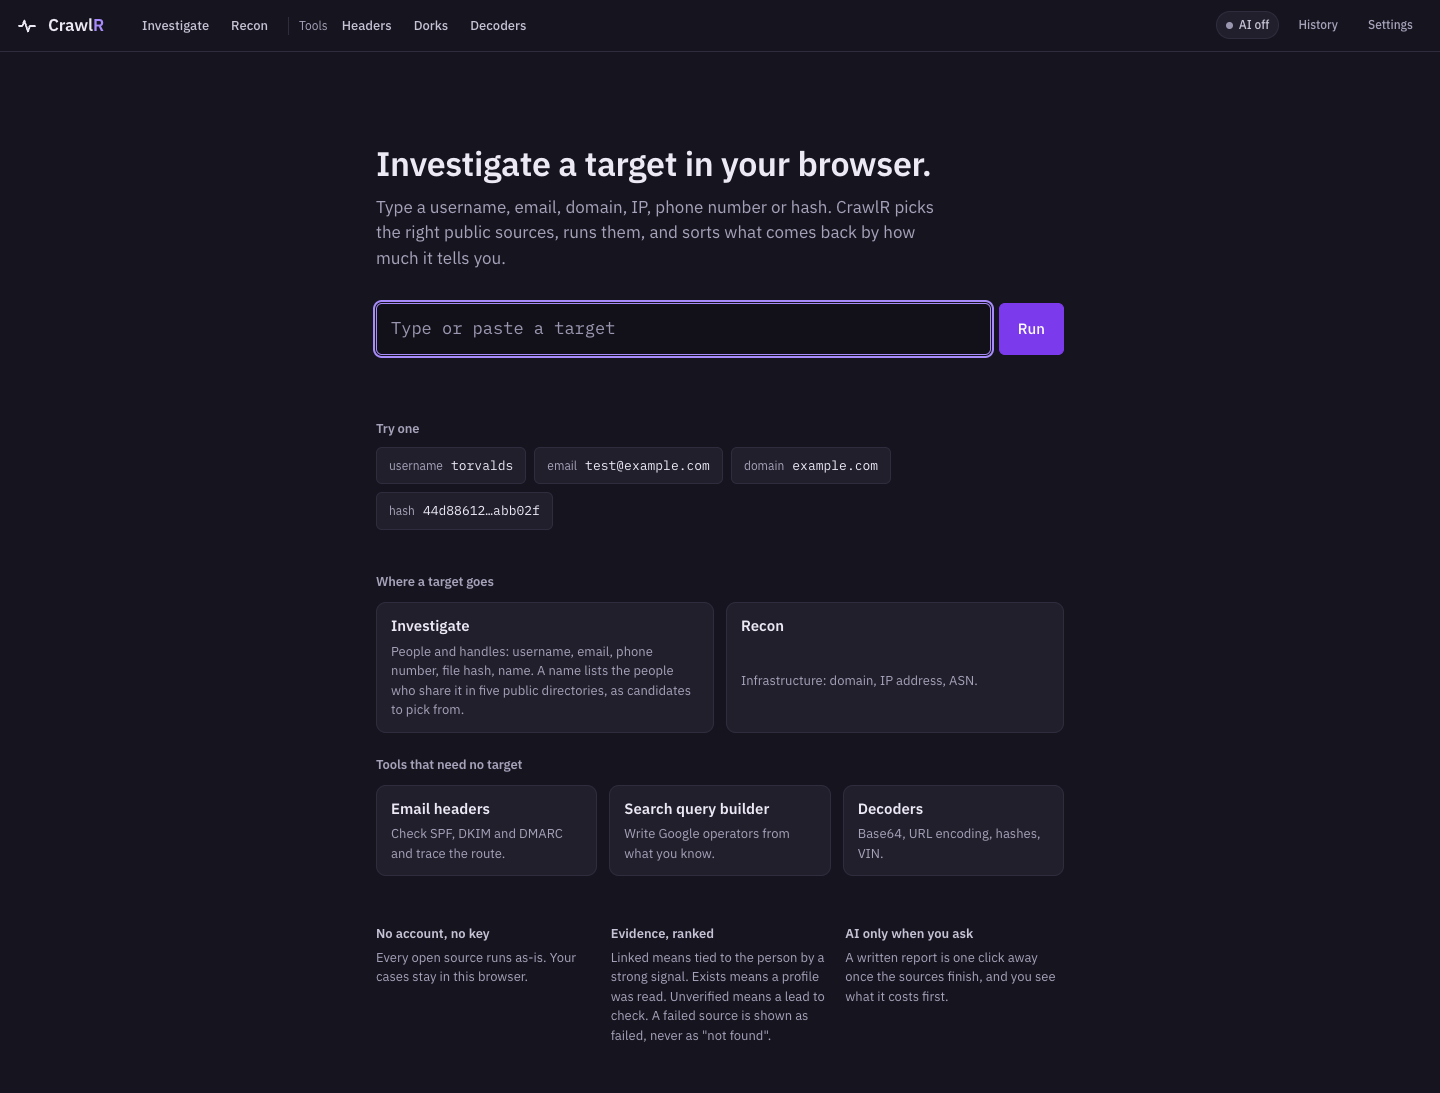 CrawlR
Investigate
Recon
Tools
Headers
Dorks
Decoders
AI off
History
Settings
Investigate a target in your browser.
Type a username, email, domain, IP, phone number or hash. CrawlR picks
the right public sources, runs them, and sorts what comes back by how
much it tells you.
Type or paste a target
Run
Try one
username torvalds
email test@example.com
domain example.com
hash 44d88612…abb02f
Where a target goes
Investigate
People and handles: username, email, phone
number, file hash, name. A name lists the people
who share it in five public directories, as candidates
to pick from.
Recon
Infrastructure: domain, IP address, ASN.
Tools that need no target
Email headers
Check SPF, DKIM and DMARC
and trace the route.
Search query builder
Write Google operators from
what you know.
Decoders
Base64, URL encoding, hashes,
VIN.
No account, no key
Every open source runs as-is. Your
cases stay in this browser.
Evidence, ranked
Linked means tied to the person by a
strong signal. Exists means a profile
was read. Unverified means a lead to
check. A failed source is shown as
failed, never as "not found".
AI only when you ask
A written report is one click away
once the sources finish, and you see
what it costs first.